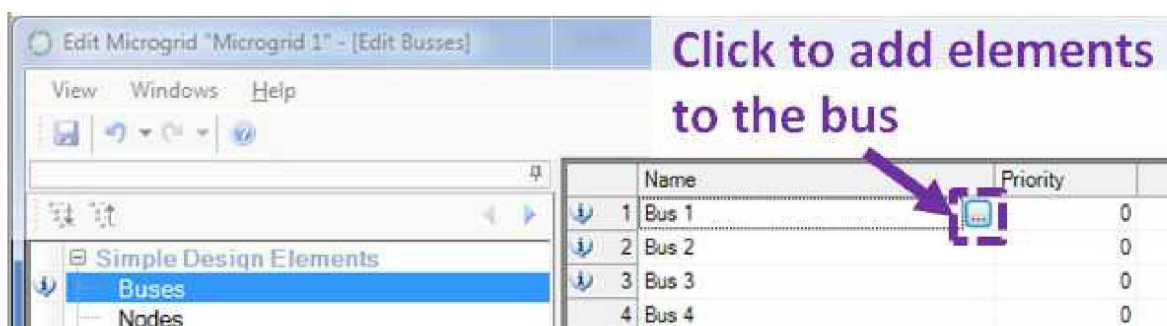 Edit Microgrid "Microgrid 1" - [Edit Busses]
Click to add elements
to the bus
View Windows Help
Name Priority
1 Bus 1 ... 0
2 Bus 2 0
3 Bus 3 0
4 Bus 4 0
Simple Design Elements
Buses
Nodes